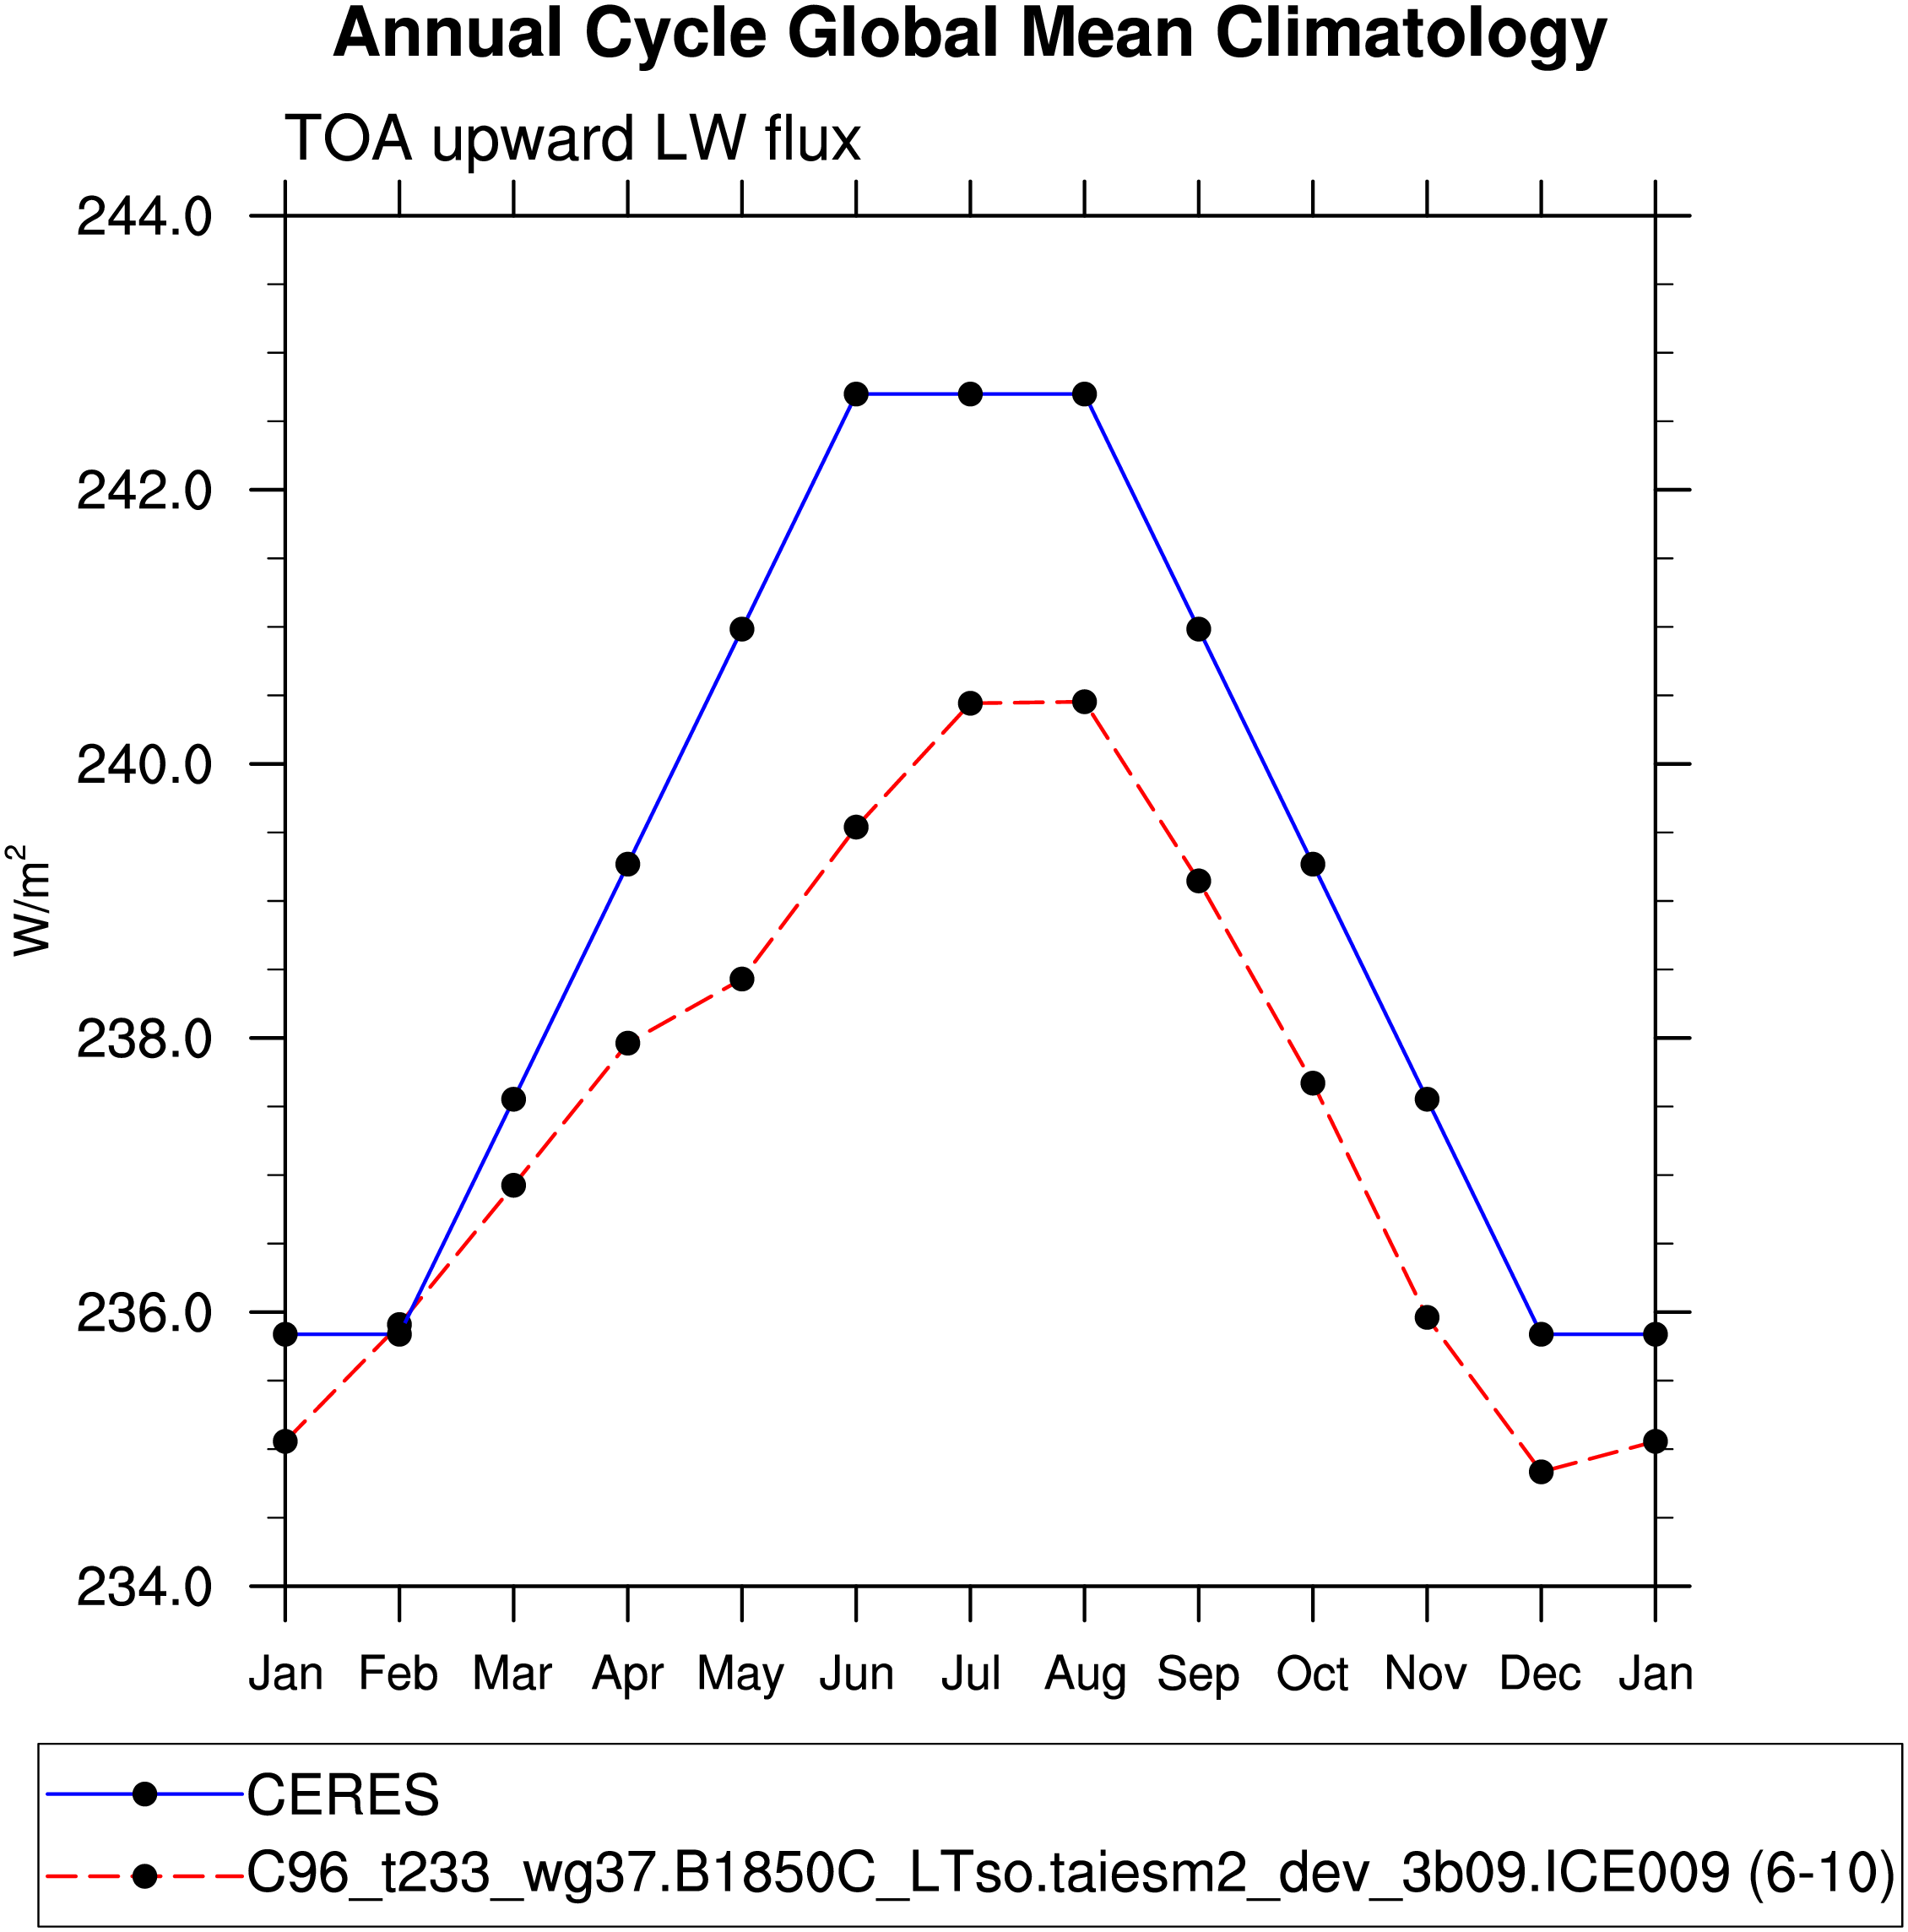 Annual Cycle Global Mean Climatology
TOA upward LW flux
244.0
242.0
240.0
238.0
236.0
234.0
W/m²
Jan Feb Mar Apr May Jun Jul Aug Sep Oct Nov Dec Jan
CERES
C96_t233_wg37.B1850C_LTso.taiesm2_dev_3b09.ICE009 (6-10)